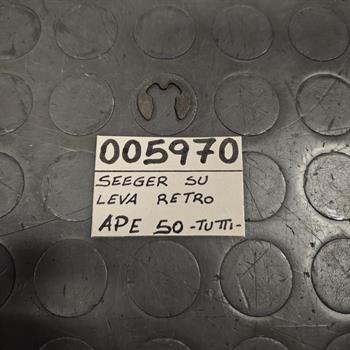 005970
SEEGER SU
LEVA RETRO
APE 50 -TUTTI-